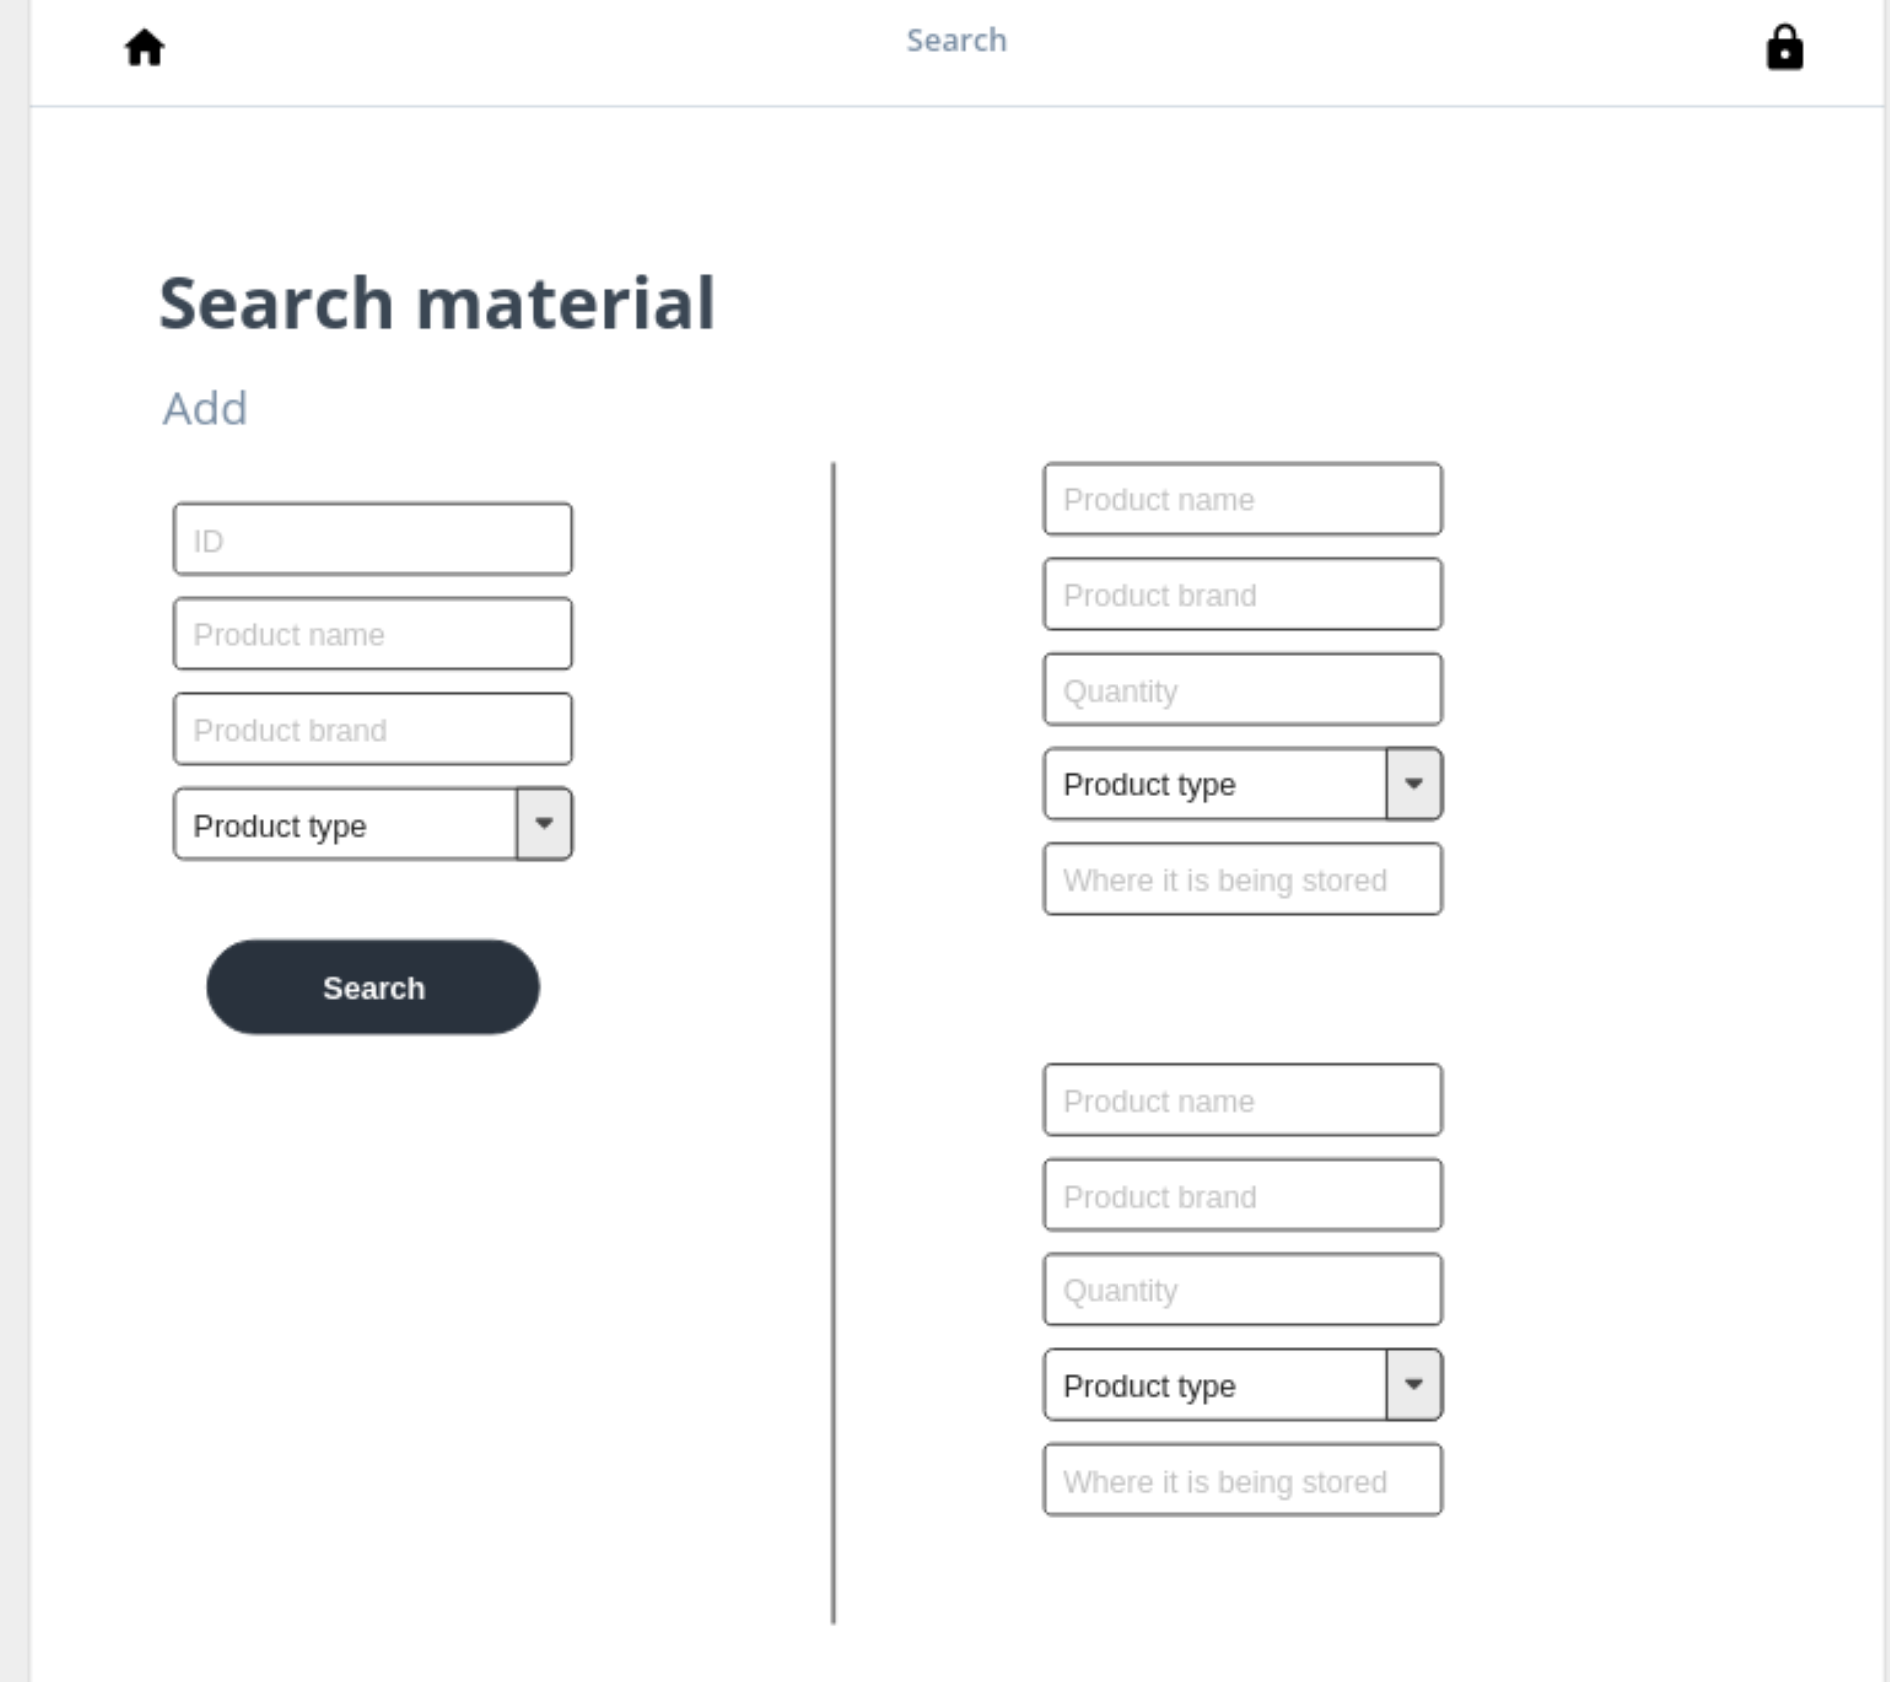 Search
Search material
Add
ID
Product name
Product brand
Product type
Search
Product name
Product brand
Quantity
Product type
Where it is being stored
Product name
Product brand
Quantity
Product type
Where it is being stored